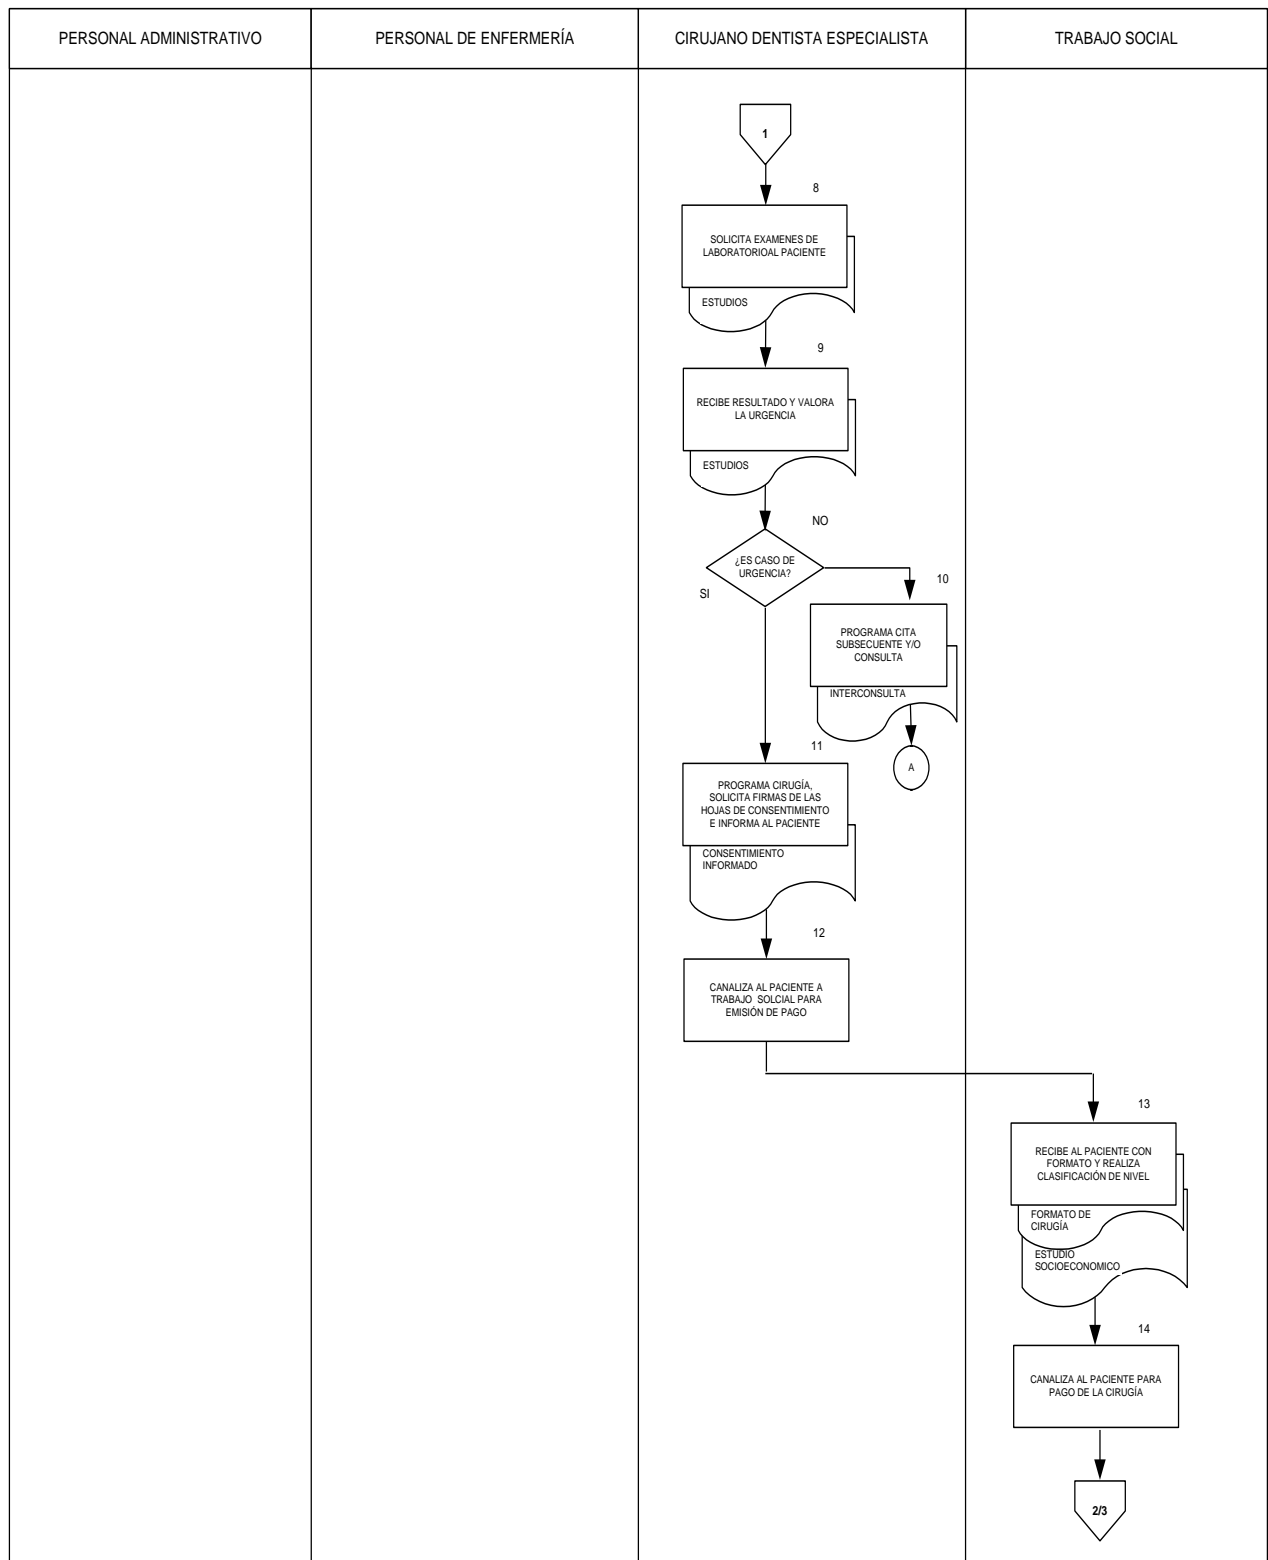 PERSONAL ADMINISTRATIVO
PERSONAL DE ENFERMERÍA
CIRUJANO DENTISTA ESPECIALISTA
TRABAJO SOCIAL
1
8
SOLICITA EXAMENES DE
LABORATORIOAL PACIENTE
ESTUDIOS
9
RECIBE RESULTADO Y VALORA
LA URGENCIA
ESTUDIOS
NO
¿ES CASO DE
URGENCIA?
SI
10
PROGRAMA CITA
SUBSECUENTE Y/O
CONSULTA
INTERCONSULTA
A
11
PROGRAMA CIRUGÍA,
SOLICITA FIRMAS DE LAS
HOJAS DE CONSENTIMIENTO
E INFORMA AL PACIENTE
CONSENTIMIENTO
INFORMADO
12
CANALIZA AL PACIENTE A
TRABAJO SOLCIAL PARA
EMISIÓN DE PAGO
13
RECIBE AL PACIENTE CON
FORMATO Y REALIZA
CLASIFICACIÓN DE NIVEL
FORMATO DE
CIRUGÍA
ESTUDIO
SOCIOECONOMICO
14
CANALIZA AL PACIENTE PARA
PAGO DE LA CIRUGÍA
2/3